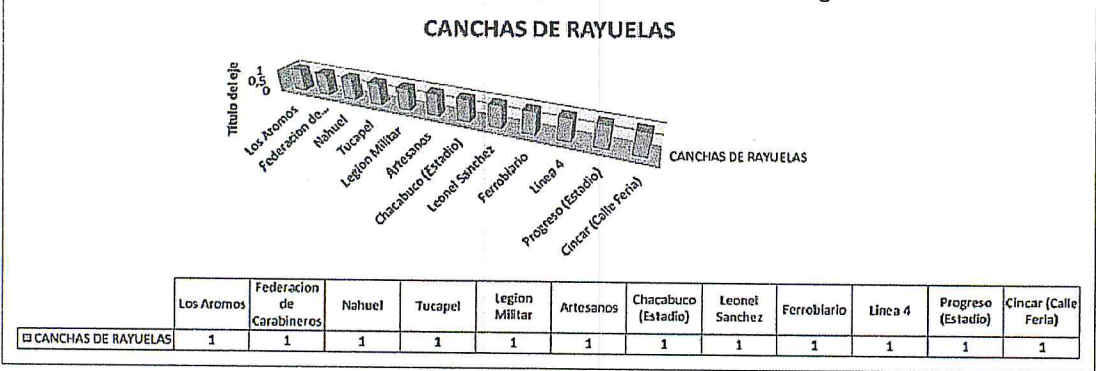 CANCHAS DE RAYUELAS
Título del eje
1
0,5
0
Los Aromos
Federacion de...
Nahuel
Tucapel
Legion Militar
Artesanos
Chacabuco (Estadio)
Leonel Sanchez
Ferrobiario
Linea 4
Progreso (Estadio)
Cincar (Calle Feria)
CANCHAS DE RAYUELAS
Los Aromos
Federacion de Carabineros
Nahuel
Tucapel
Legion Militar
Artesanos
Chacabuco (Estadio)
Leonel Sanchez
Ferrobiario
Linea 4
Progreso (Estadio)
Cincar (Calle Feria)
CANCHAS DE RAYUELAS 1 1 1 1 1 1 1 1 1 1 1 1